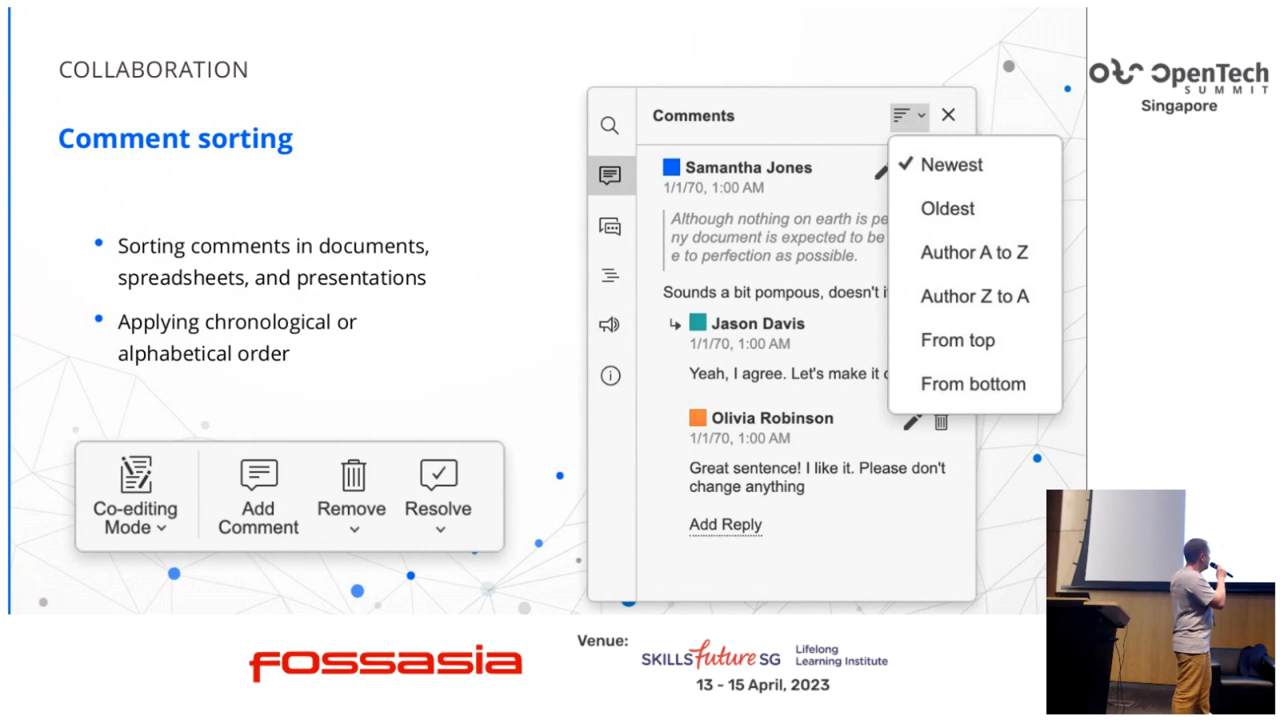 COLLABORATION
Comment sorting
Sorting comments in documents,
spreadsheets, and presentations
Applying chronological or
alphabetical order
Co-editing
Mode
Add
Comment
Remove
Resolve
Comments
Samantha Jones
1/1/70, 1:00 AM
Although nothing on earth is pe
ny document is expected to be
e to perfection as possible.
Sounds a bit pompous, doesn't i
Jason Davis
1/1/70, 1:00 AM
Yeah, I agree. Let's make it
Olivia Robinson
1/1/70, 1:00 AM
Great sentence! I like it. Please don't
change anything
Add Reply
Newest
Oldest
Author A to Z
Author Z to A
From top
From bottom
OpenTech
SUMMIT
Singapore
fossasia
Venue:
SKILLS future SG
Lifelong
Learning Institute
13 - 15 April, 2023